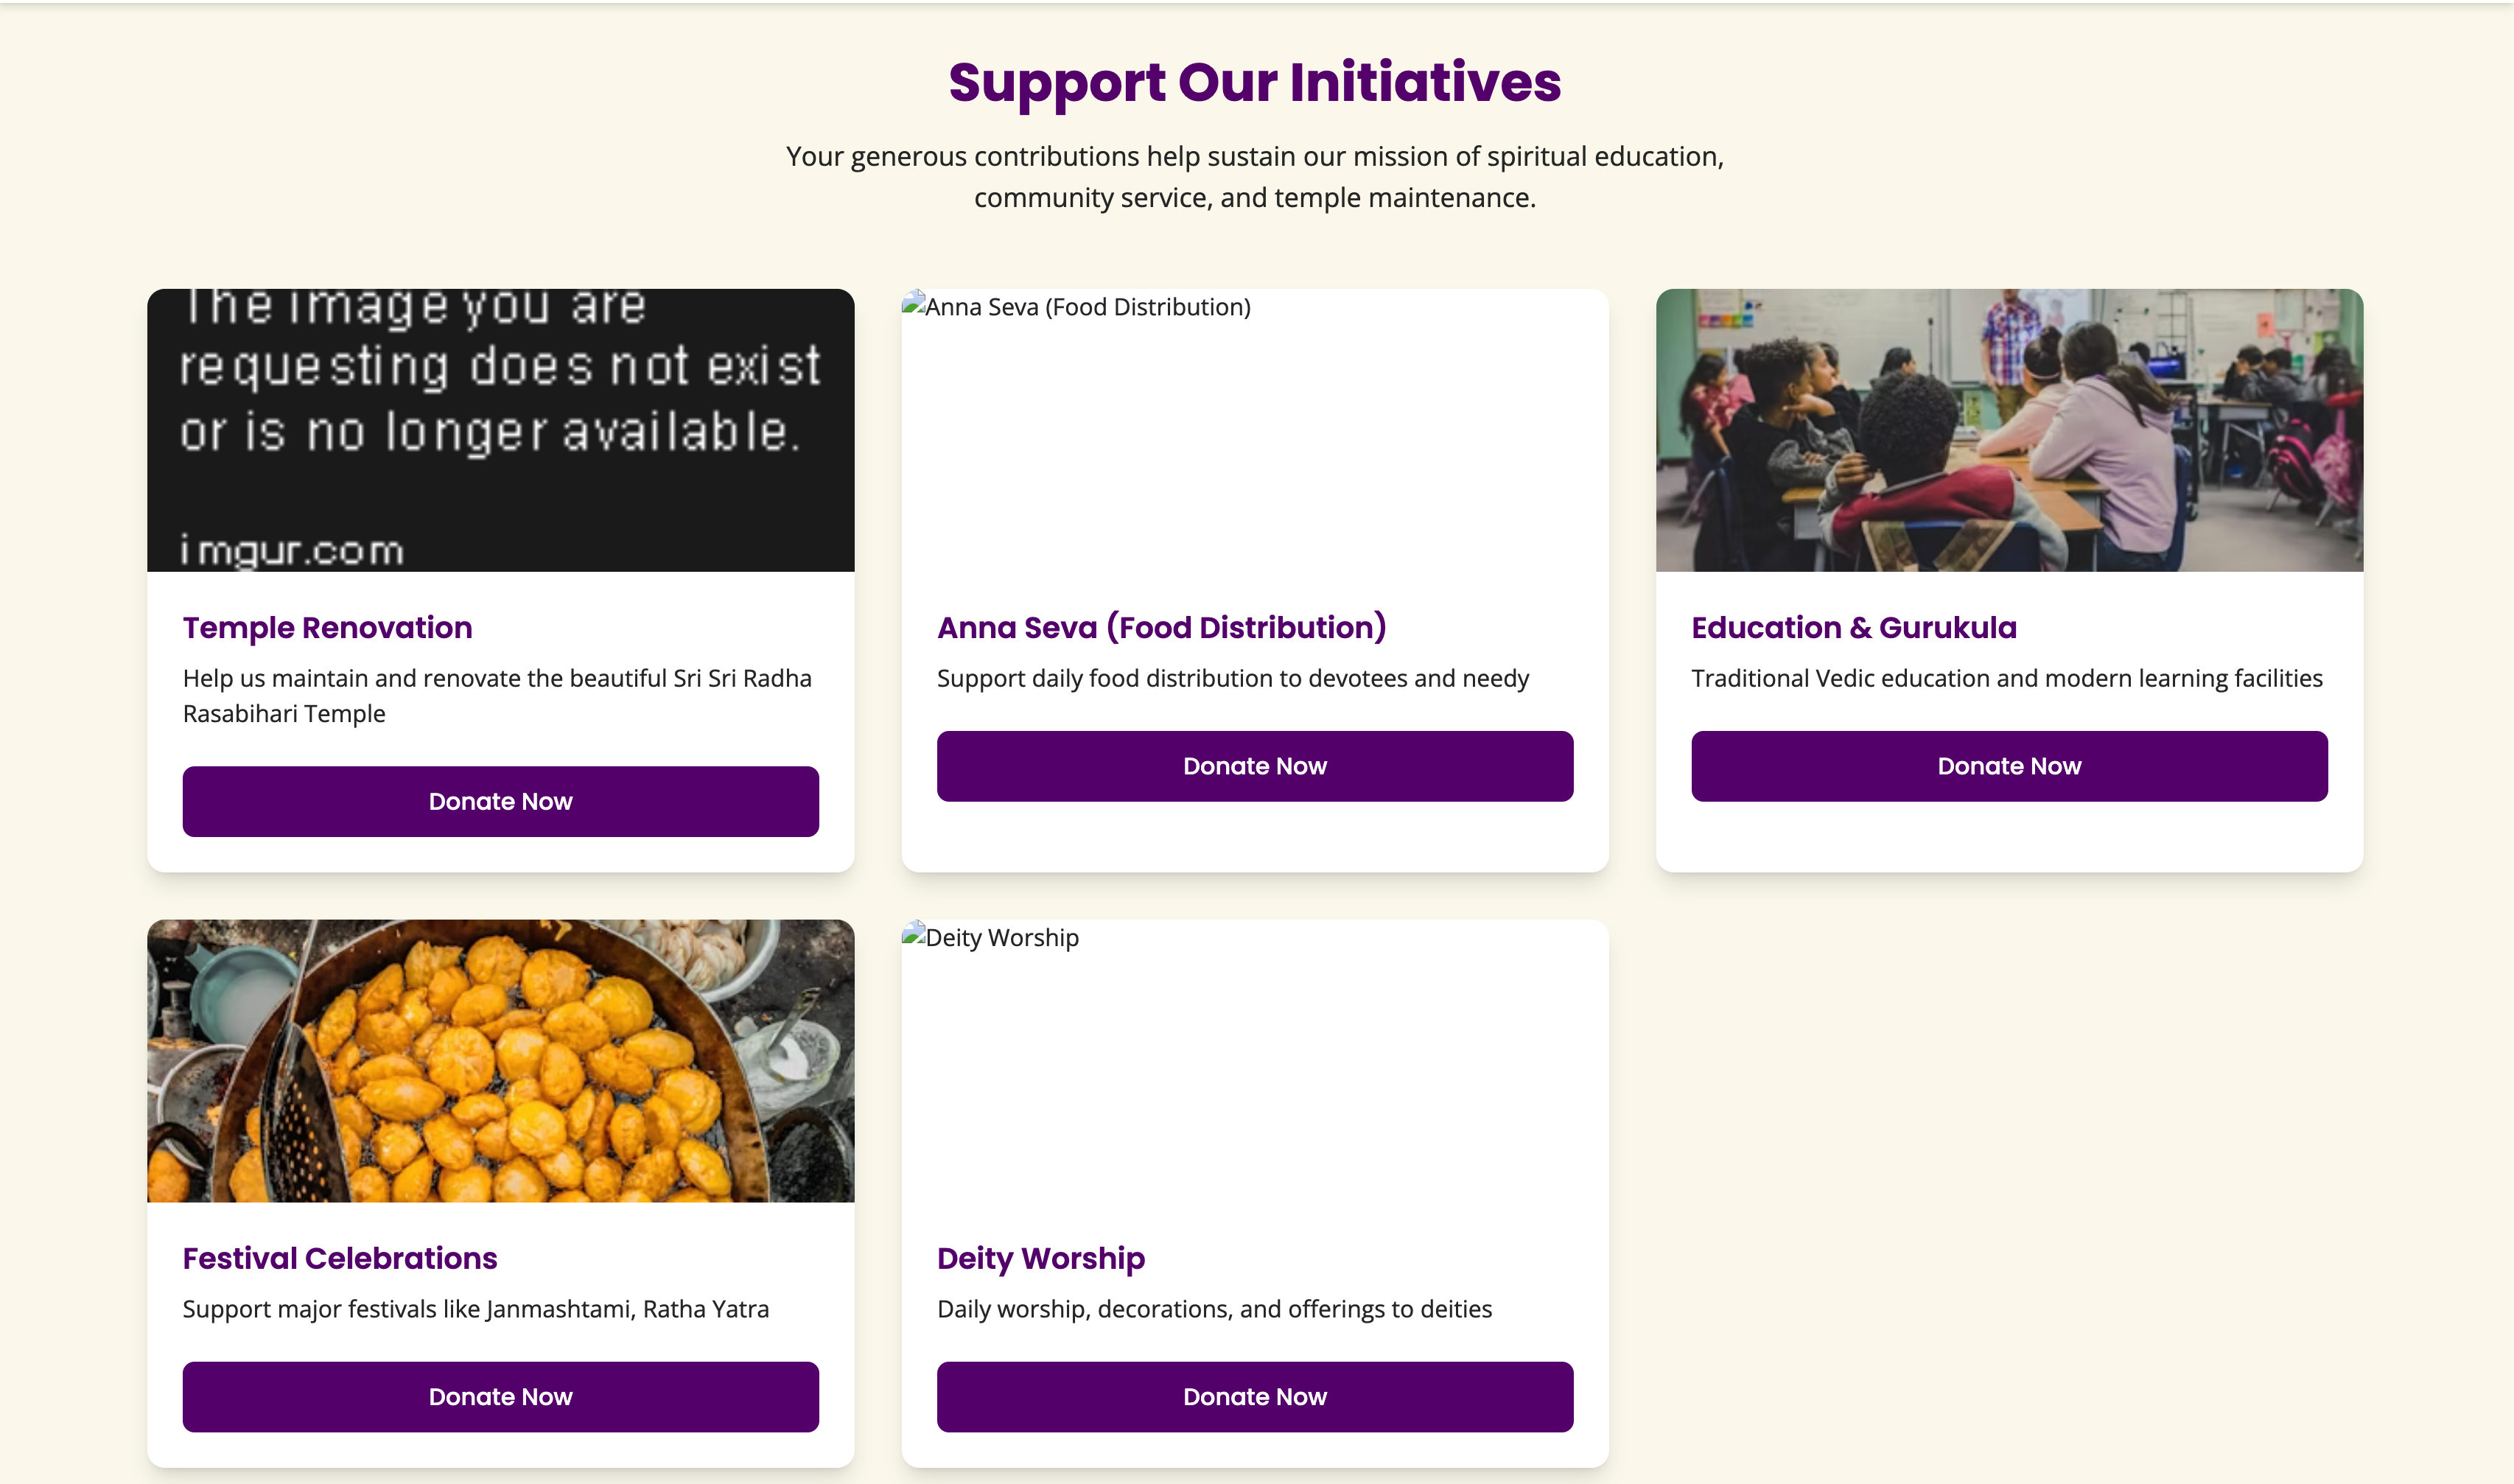 Support Our Initiatives
Your generous contributions help sustain our mission of spiritual education,
community service, and temple maintenance.
The image you are
requesting does not exist
or is no longer available.
imgur.com
Temple Renovation
Help us maintain and renovate the beautiful Sri Sri Radha
Rasabihari Temple
Donate Now
Anna Seva (Food Distribution)
Anna Seva (Food Distribution)
Support daily food distribution to devotees and needy
Donate Now
Education & Gurukula
Traditional Vedic education and modern learning facilities
Donate Now
Festival Celebrations
Support major festivals like Janmashtami, Ratha Yatra
Donate Now
Deity Worship
Deity Worship
Daily worship, decorations, and offerings to deities
Donate Now